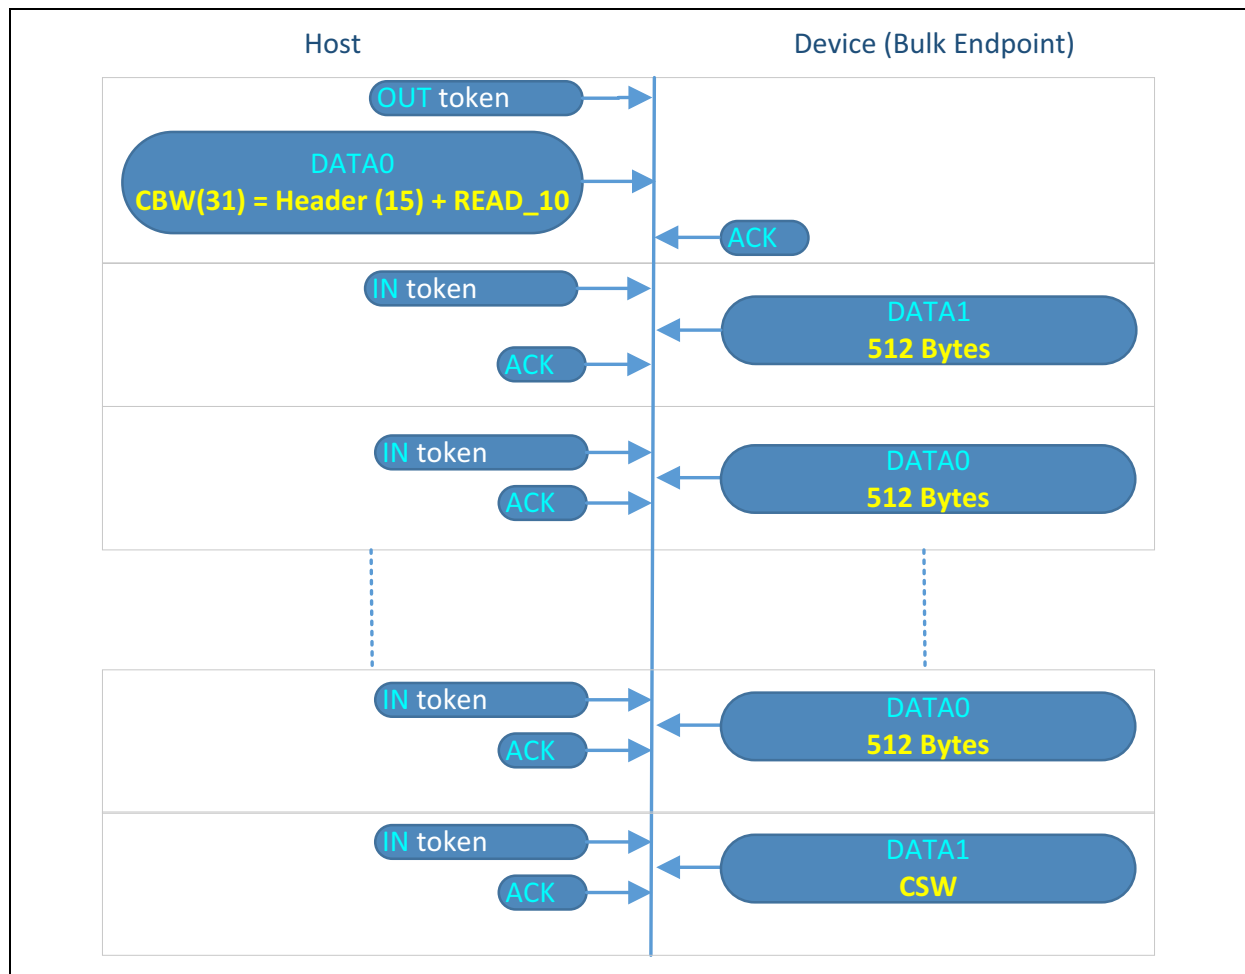 Host
Device (Bulk Endpoint)
OUT token
DATA0
CBW(31) = Header (15) + READ_10
ACK
IN token
DATA1
512 Bytes
ACK
IN token
DATA0
512 Bytes
ACK
IN token
DATA0
512 Bytes
ACK
IN token
DATA1
CSW
ACK